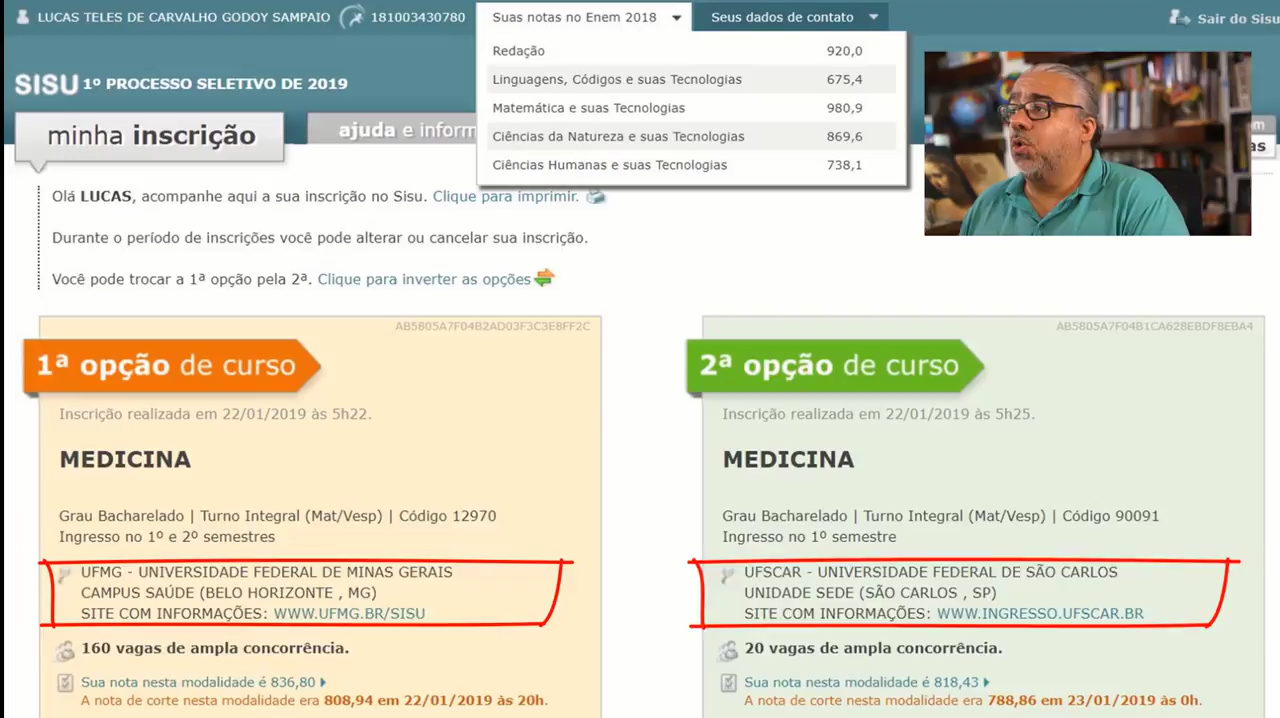 LUCAS TELES DE CARVALHO GODOY SAMPAIO 181003430780 Suas notas no Enem 2018 Seus dados de contato Sair do Sisu
Redação 920,0
Linguagens, Códigos e suas Tecnologias 675,4
Matemática e suas Tecnologias 980,9
Ciências da Natureza e suas Tecnologias 869,6
Ciências Humanas e suas Tecnologias 738,1
SISU 1º PROCESSO SELETIVO DE 2019
minha inscrição
ajuda e inform
Olá LUCAS, acompanhe aqui a sua inscrição no Sisu. Clique para imprimir.
Durante o período de inscrições você pode alterar ou cancelar sua inscrição.
Você pode trocar a 1ª opção pela 2ª. Clique para inverter as opções
AB5805A7F04B2AD03F3C3E8FF2C
1ª opção de curso
Inscrição realizada em 22/01/2019 às 5h22.
MEDICINA
Grau Bacharelado | Turno Integral (Mat/Vesp) | Código 12970
Ingresso no 1º e 2º semestres
UFMG - UNIVERSIDADE FEDERAL DE MINAS GERAIS
CAMPUS SAÚDE (BELO HORIZONTE , MG)
SITE COM INFORMAÇÕES: WWW.UFMG.BR/SISU
160 vagas de ampla concorrência.
Sua nota nesta modalidade é 836,80
A nota de corte nesta modalidade era 808,94 em 22/01/2019 às 20h.
AB5805A7F04B1CA628EBDF8EBA4
2ª opção de curso
Inscrição realizada em 22/01/2019 às 5h25.
MEDICINA
Grau Bacharelado | Turno Integral (Mat/Vesp) | Código 90091
Ingresso no 1º semestre
UFSCAR - UNIVERSIDADE FEDERAL DE SÃO CARLOS
UNIDADE SEDE (SÃO CARLOS , SP)
SITE COM INFORMAÇÕES: WWW.INGRESSO.UFSCAR.BR
20 vagas de ampla concorrência.
Sua nota nesta modalidade é 818,43
A nota de corte nesta modalidade era 788,86 em 23/01/2019 às 0h.